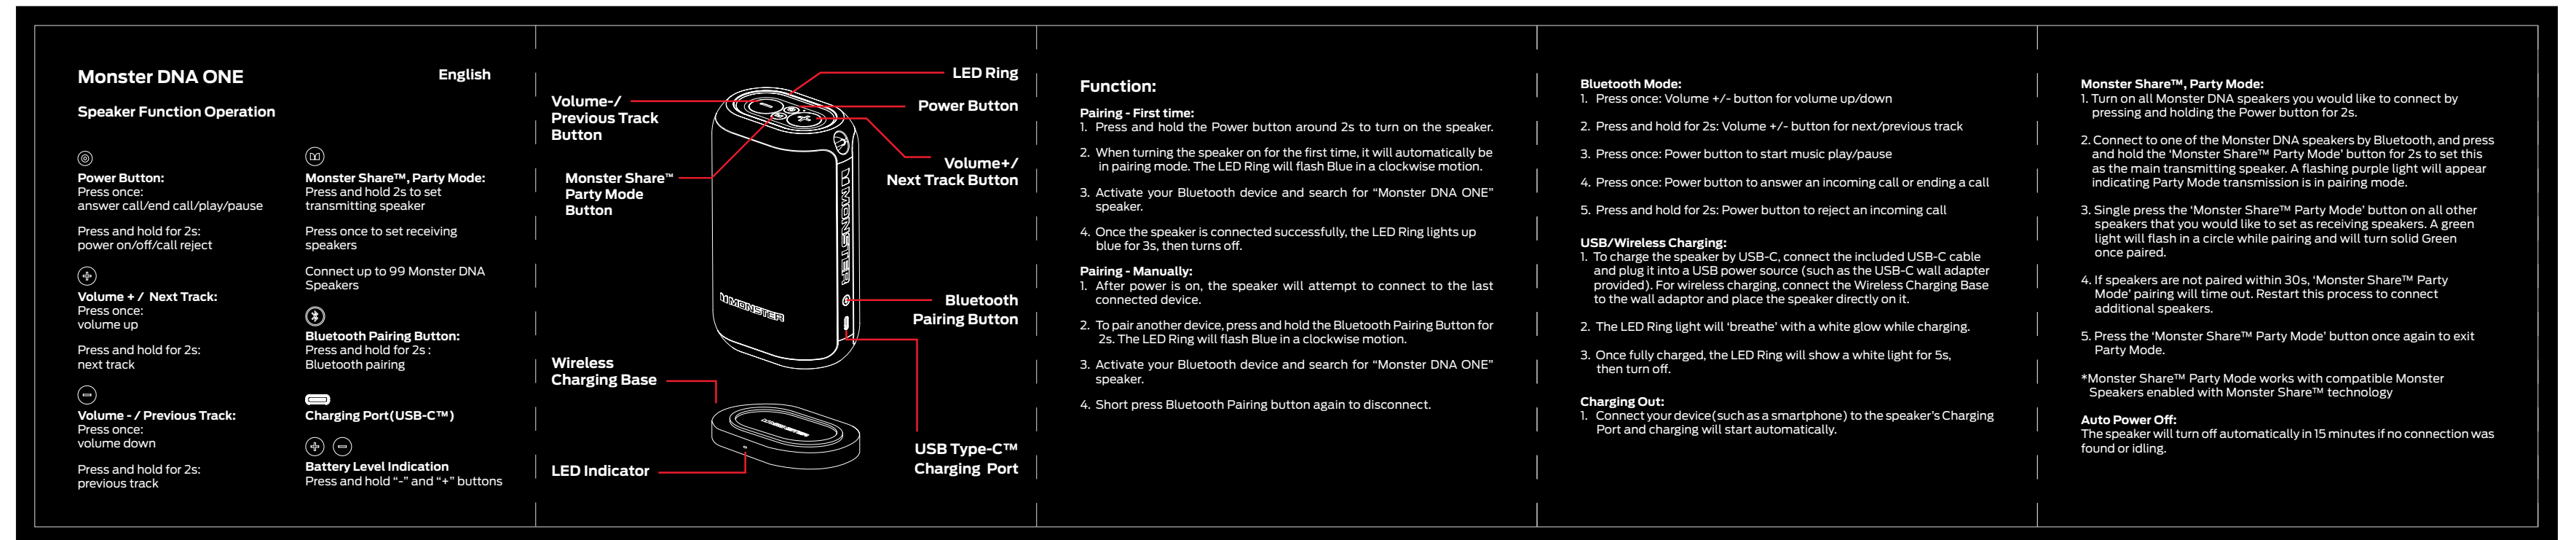 Monster DNA ONE
English
Speaker Function Operation
Power Button:
Press once:
answer call/end call/play/pause
Press and hold for 2s:
power on/off/call reject
Volume + / Next Track:
Press once:
volume up
Press and hold for 2s:
next track
Volume - / Previous Track:
Press once:
volume down
Press and hold for 2s:
previous track
Monster Share™, Party Mode:
Press and hold 2s to set
transmitting speaker
Press once to set receiving
speakers
Connect up to 99 Monster DNA
Speakers
Bluetooth Pairing Button:
Press and hold for 2s :
Bluetooth pairing
Charging Port(USB-C™)
Battery Level Indication
Press and hold “-” and “+” buttons
LED Ring
Volume-/
Previous Track
Button
Power Button
Volume+/
Next Track Button
Monster Share™
Party Mode
Button
MONSTER
MONSTER
Bluetooth
Pairing Button
Wireless
Charging Base
USB Type-C™
Charging Port
LED Indicator
Function:
Pairing - First time:
1. Press and hold the Power button around 2s to turn on the speaker.
2. When turning the speaker on for the first time, it will automatically be
in pairing mode. The LED Ring will flash Blue in a clockwise motion.
3. Activate your Bluetooth device and search for “Monster DNA ONE”
speaker.
4. Once the speaker is connected successfully, the LED Ring lights up
blue for 3s, then turns off.
Pairing - Manually:
1. After power is on, the speaker will attempt to connect to the last
connected device.
2. To pair another device, press and hold the Bluetooth Pairing Button for
2s. The LED Ring will flash Blue in a clockwise motion.
3. Activate your Bluetooth device and search for “Monster DNA ONE”
speaker.
4. Short press Bluetooth Pairing button again to disconnect.
Bluetooth Mode:
1. Press once: Volume +/- button for volume up/down
2. Press and hold for 2s: Volume +/- button for next/previous track
3. Press once: Power button to start music play/pause
4. Press once: Power button to answer an incoming call or ending a call
5. Press and hold for 2s: Power button to reject an incoming call
USB/Wireless Charging:
1. To charge the speaker by USB-C, connect the included USB-C cable
and plug it into a USB power source (such as the USB-C wall adapter
provided). For wireless charging, connect the Wireless Charging Base
to the wall adaptor and place the speaker directly on it.
2. The LED Ring light will ‘breathe’ with a white glow while charging.
3. Once fully charged, the LED Ring will show a white light for 5s,
then turn off.
Charging Out:
1. Connect your device(such as a smartphone) to the speaker’s Charging
Port and charging will start automatically.
Monster Share™, Party Mode:
1. Turn on all Monster DNA speakers you would like to connect by
pressing and holding the Power button for 2s.
2. Connect to one of the Monster DNA speakers by Bluetooth, and press
and hold the ‘Monster Share™ Party Mode’ button for 2s to set this
as the main transmitting speaker. A flashing purple light will appear
indicating Party Mode transmission is in pairing mode.
3. Single press the ‘Monster Share™ Party Mode’ button on all other
speakers that you would like to set as receiving speakers. A green
light will flash in a circle while pairing and will turn solid Green
once paired.
4. If speakers are not paired within 30s, ‘Monster Share™ Party
Mode’ pairing will time out. Restart this process to connect
additional speakers.
5. Press the ‘Monster Share™ Party Mode’ button once again to exit
Party Mode.
*Monster Share™ Party Mode works with compatible Monster
Speakers enabled with Monster Share™ technology
Auto Power Off:
The speaker will turn off automatically in 15 minutes if no connection was
found or idling.